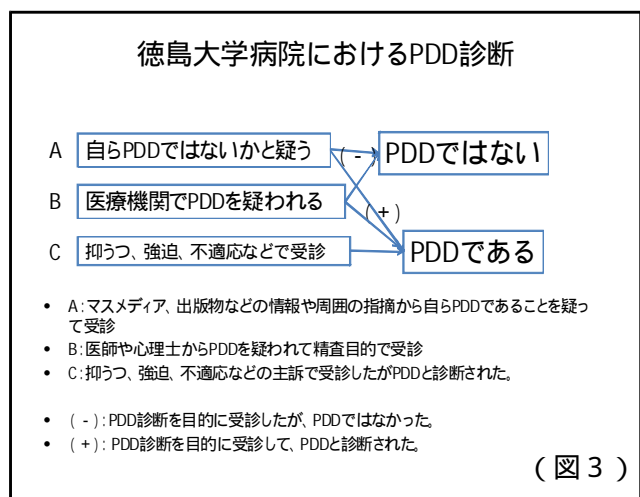 徳島大学病院におけるPDD診断
A 自らPDDではないかと疑う (-) PDDではない
B 医療機関でPDDを疑われる (+)
C 抑うつ、強迫、不適応などで受診 PDDである
• A:マスメディア、出版物などの情報や周囲の指摘から自らPDDであることを疑っ
て受診
• B:医師や心理士からPDDを疑われて精査目的で受診
• C:抑うつ、強迫、不適応などの主訴で受診したがPDDと診断された。
• (-):PDD診断を目的に受診したが、PDDではなかった。
• (+):PDD診断を目的に受診して、PDDと診断された。
(図3)